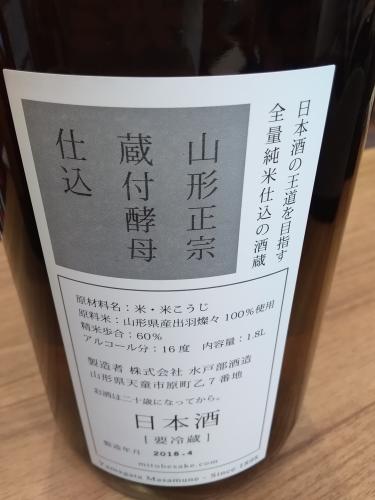 日本酒の王道を目指す
全量純米仕込の酒蔵
山形正宗
蔵付酵母
仕込
原材料名：米・米こうじ
原料米：山形県産出羽燦々 100%使用
精米歩合：60%
アルコール分：16度　内容量：1.8L
製造者 株式会社 水戸部酒造
山形県天童市原町乙7番地
お酒は二十歳になってから。
日本酒
[要冷蔵]
製造年月 2018.4
mitobesake.com
Yamagata Masamune - Since 1898